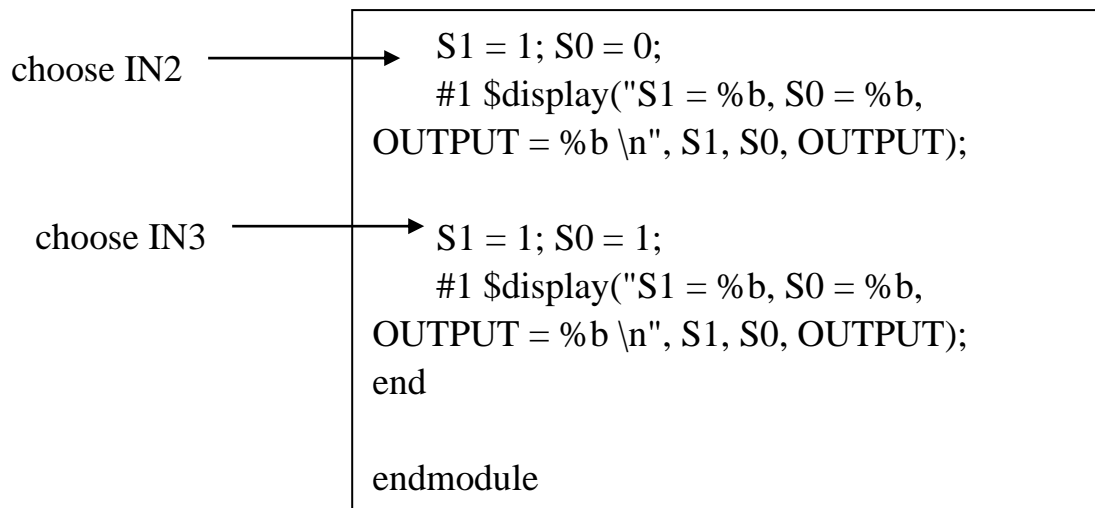 choose IN2
S1 = 1; S0 = 0;
#1 $display("S1 = %b, S0 = %b,
OUTPUT = %b \n", S1, S0, OUTPUT);
choose IN3
S1 = 1; S0 = 1;
#1 $display("S1 = %b, S0 = %b,
OUTPUT = %b \n", S1, S0, OUTPUT);
end
endmodule